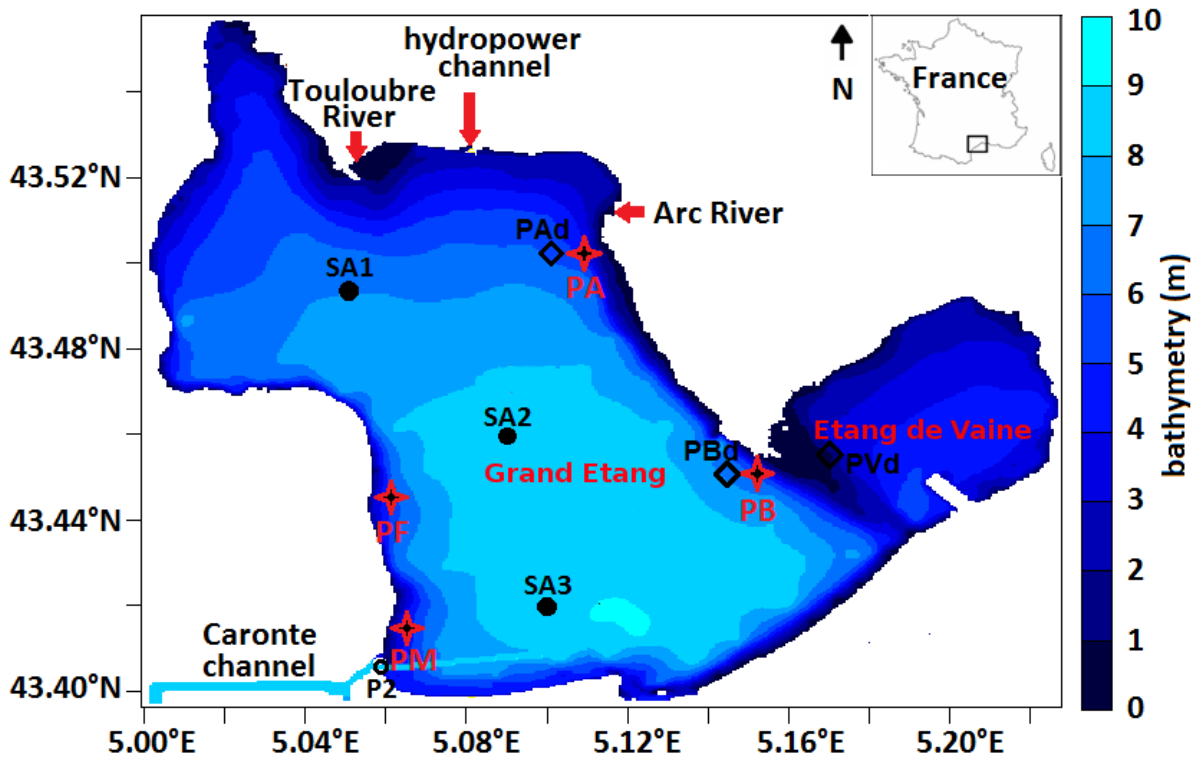 hydropower
channel
Touloubre
River
N
France
10
9
8
7
6
5
4
3
2
1
0
bathymetry (m)
43.52°N
43.48°N
43.44°N
43.40°N
Arc River
PAd
PA
SA1
SA2
Grand Etang
PBd
PB
Etang de Vaine
PVd
PF
SA3
PM
P2
Caronte
channel
5.00°E
5.04°E
5.08°E
5.12°E
5.16°E
5.20°E